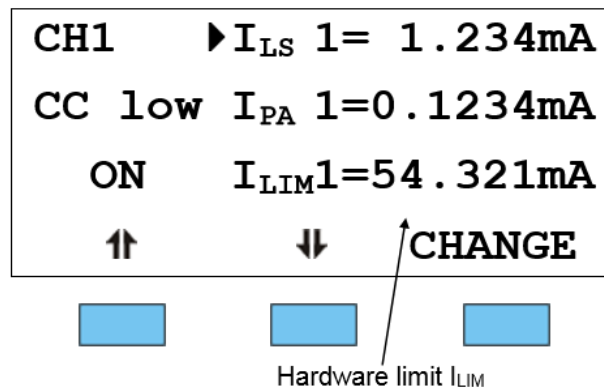 CH1 ▶I_LS 1= 1.234mA
CC low I_PA 1=0.1234mA
ON I_LIM1=54.321mA
⇈ ⇊ CHANGE
Hardware limit I_LIM